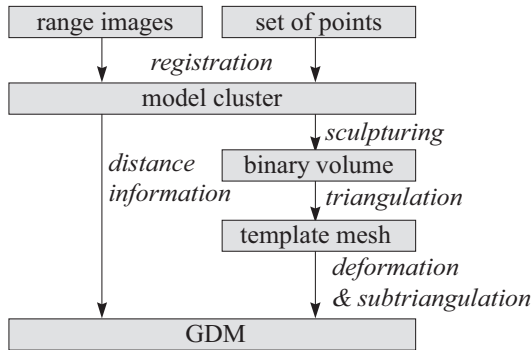 range images
set of points
registration
model cluster
sculpturing
distance
information
binary volume
triangulation
template mesh
deformation
& subtriangulation
GDM